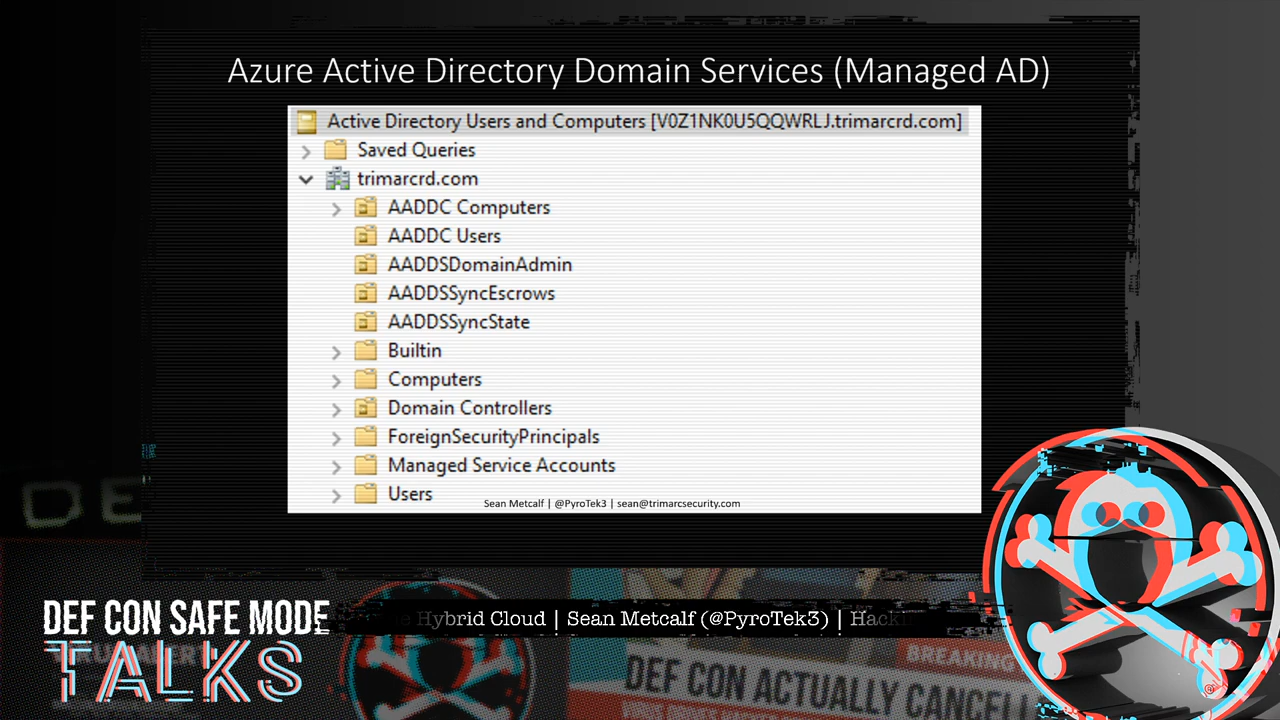 Azure Active Directory Domain Services (Managed AD)
Active Directory Users and Computers [V0Z1NK0U5QQWRLJ.trimarcrd.com]
Saved Queries
trimarcrd.com
AADDC Computers
AADDC Users
AADDSDomainAdmin
AADDSSyncEscrows
AADDSSyncState
Builtin
Computers
Domain Controllers
ForeignSecurityPrincipals
Managed Service Accounts
Users
Sean Metcalf | @PyroTek3 | sean@trimarcsecurity.com
DEF CON SAFE MODE
TALKS
Hybrid Cloud | Sean Metcalf (@PyroTek3) | Hack
BREAKING
DEF CON ACTUALLY CANCELL